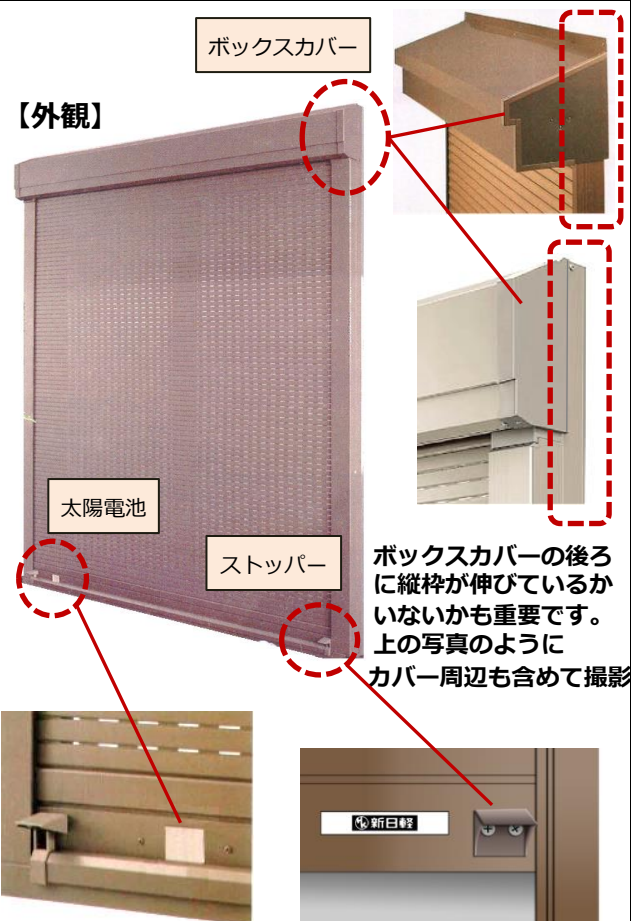 ボックスカバー
【外観】
太陽電池
ストッパー
ボックスカバーの後ろ
に縦枠が伸びているか
いないかも重要です。
上の写真のように
カバー周辺も含めて撮影
新日軽